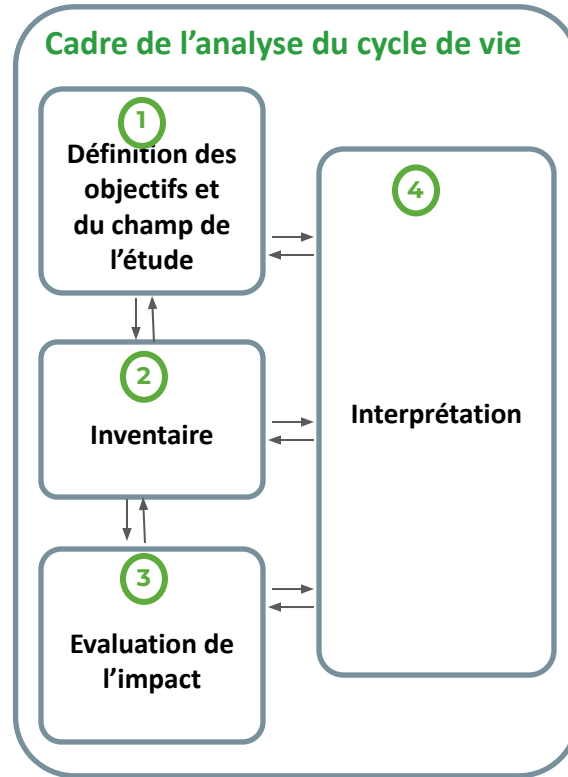 Cadre de l’analyse du cycle de vie
1
Définition des
objectifs et
du champ de
l’étude
2
Inventaire
3
Evaluation de
l’impact
4
Interprétation